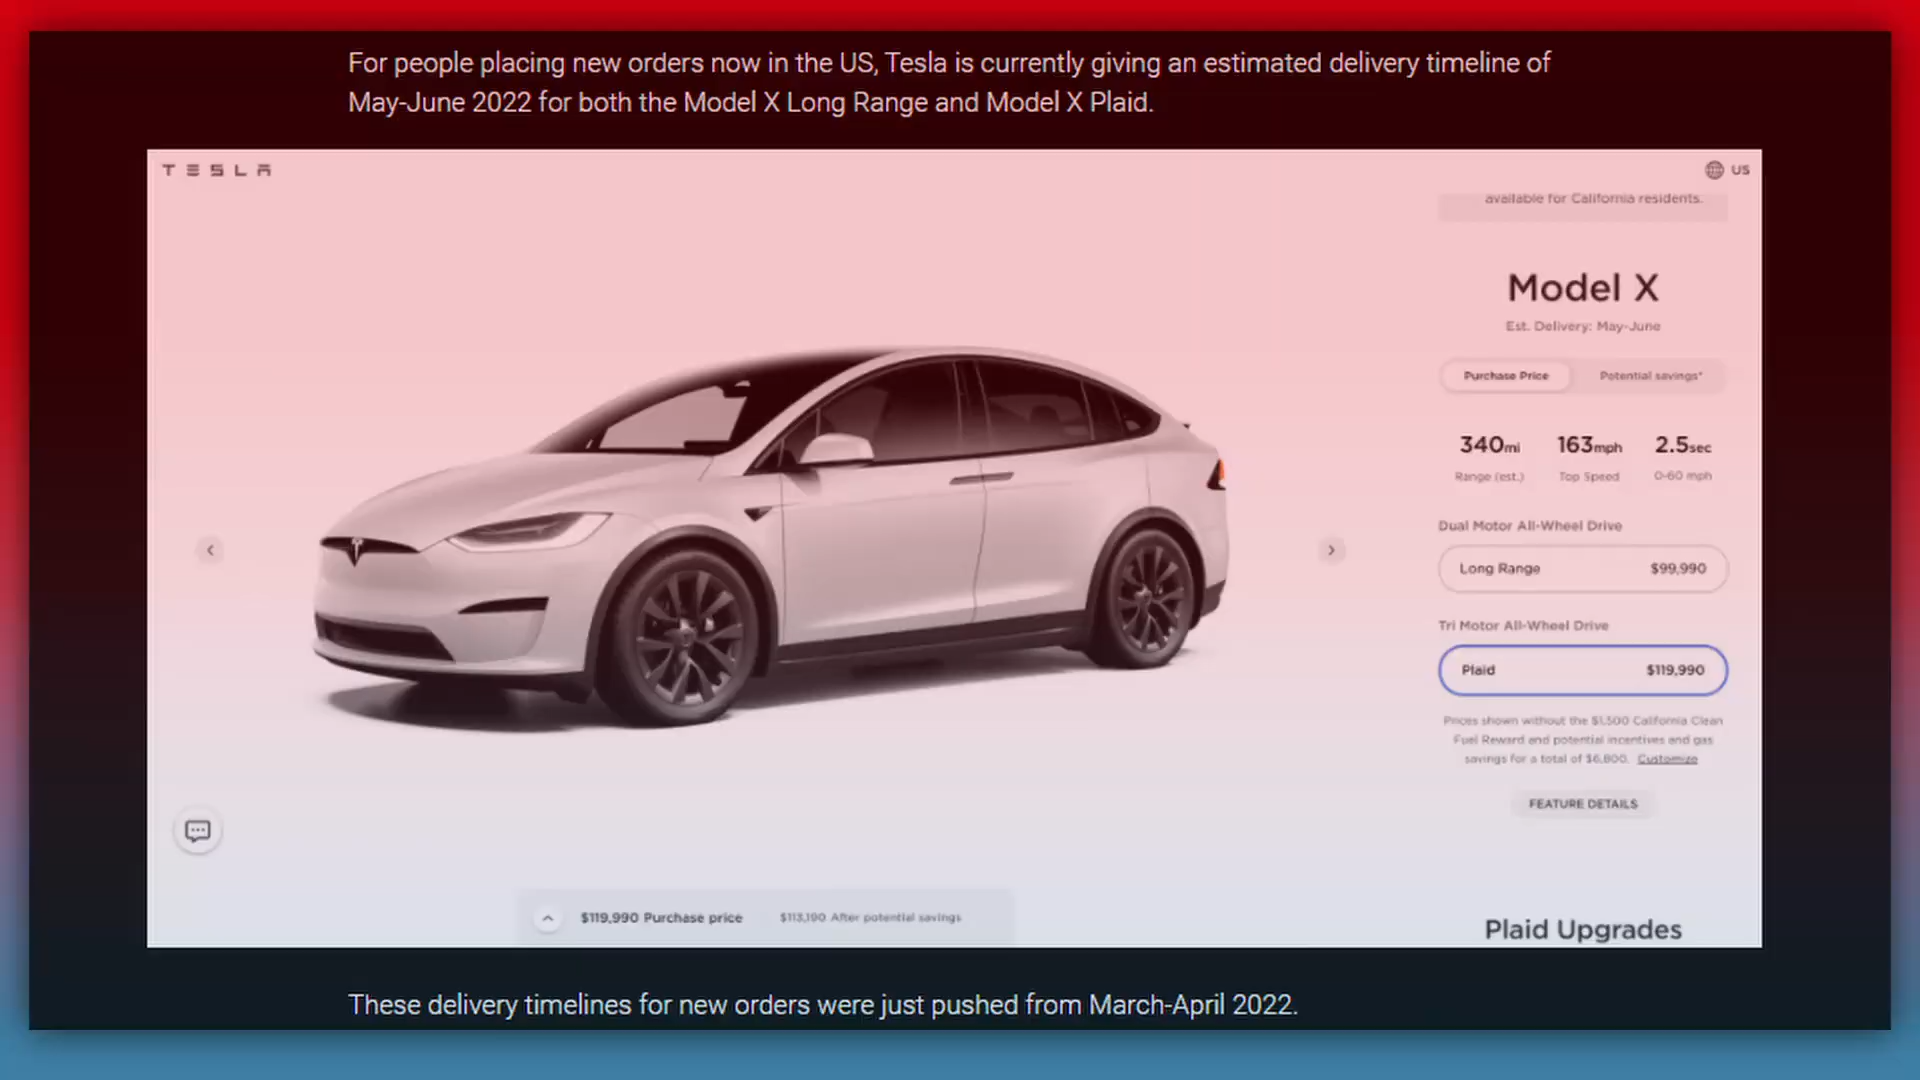 For people placing new orders now in the US, Tesla is currently giving an estimated delivery timeline of
May-June 2022 for both the Model X Long Range and Model X Plaid.
TESLA
US
available for California residents.
Model X
Est. Delivery: May-June
Purchase Price Potential savings*
340mi 163mph 2.5sec
Range (est.) Top Speed 0-60 mph
Dual Motor All-Wheel Drive
Long Range $99,990
Tri Motor All-Wheel Drive
Plaid $119,990
Prices shown without the $1,500 California Clean
Fuel Reward and potential incentives and gas
savings for a total of $6,800. Customize
FEATURE DETAILS
$119,990 Purchase price $113,190 After potential savings
Plaid Upgrades
These delivery timelines for new orders were just pushed from March-April 2022.